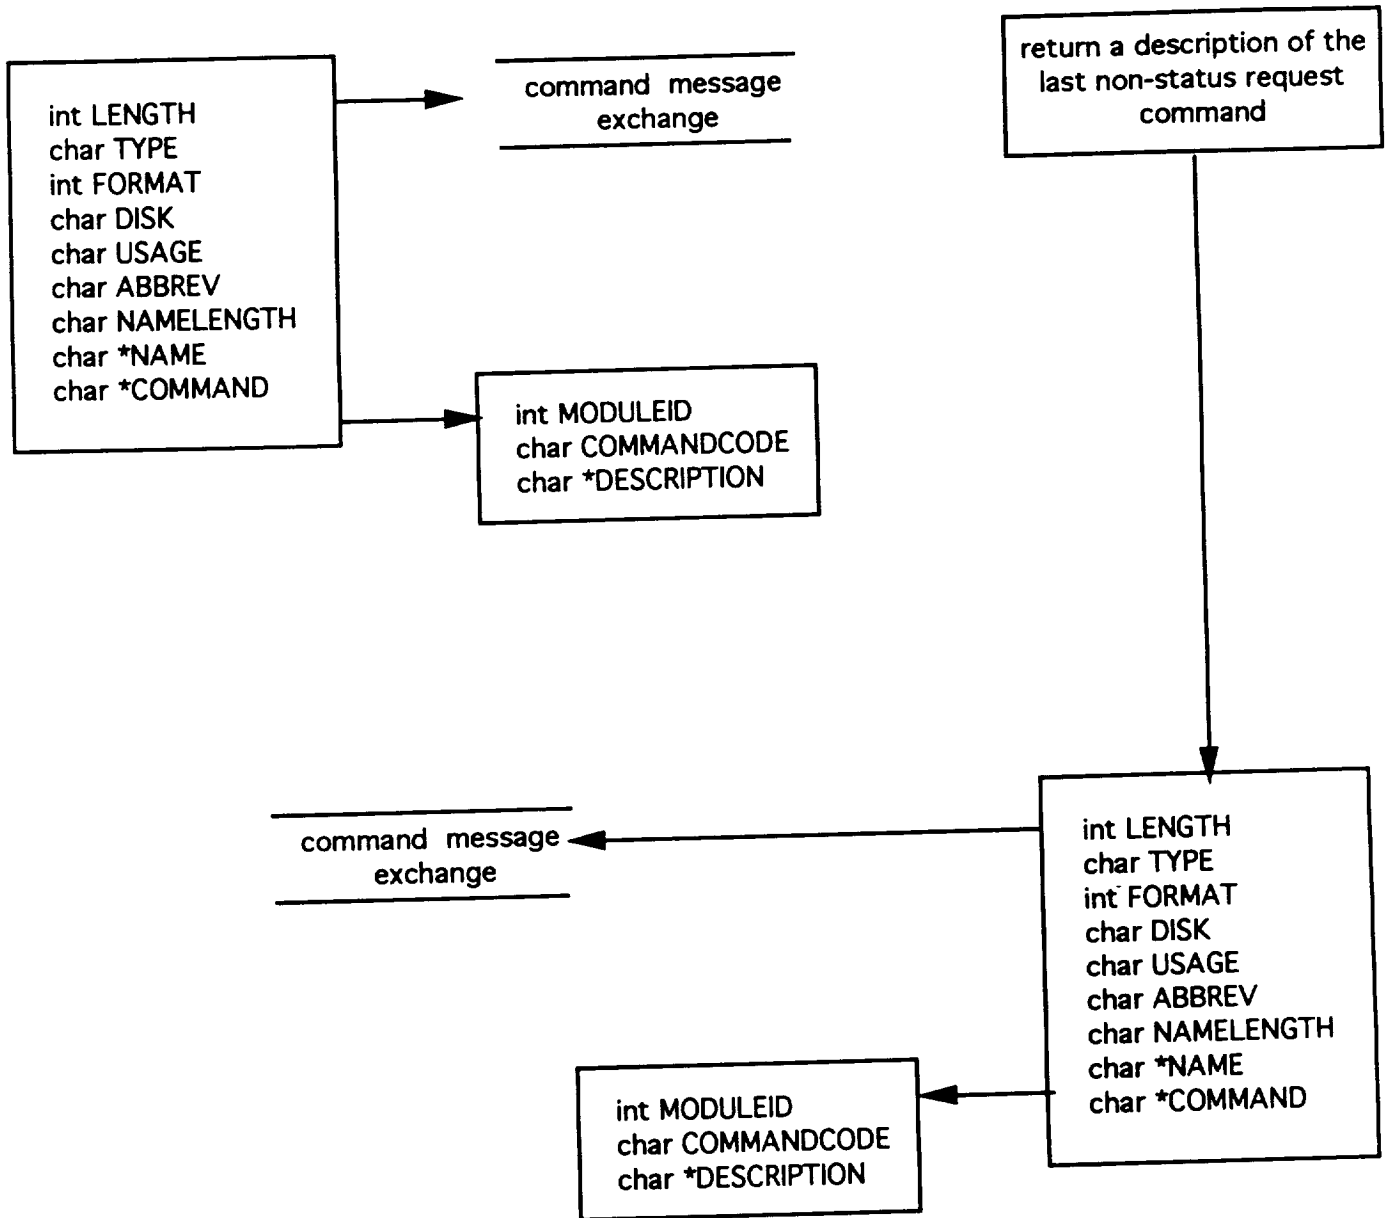 int LENGTH
char TYPE
int FORMAT
char DISK
char USAGE
char ABBREV
char NAMELENGTH
char *NAME
char *COMMAND
command message
exchange
return a description of the
last non-status request
command
int MODULEID
char COMMANDCODE
char *DESCRIPTION
command message
exchange
int LENGTH
char TYPE
int FORMAT
char DISK
char USAGE
char ABBREV
char NAMELENGTH
char *NAME
char *COMMAND
int MODULEID
char COMMANDCODE
char *DESCRIPTION